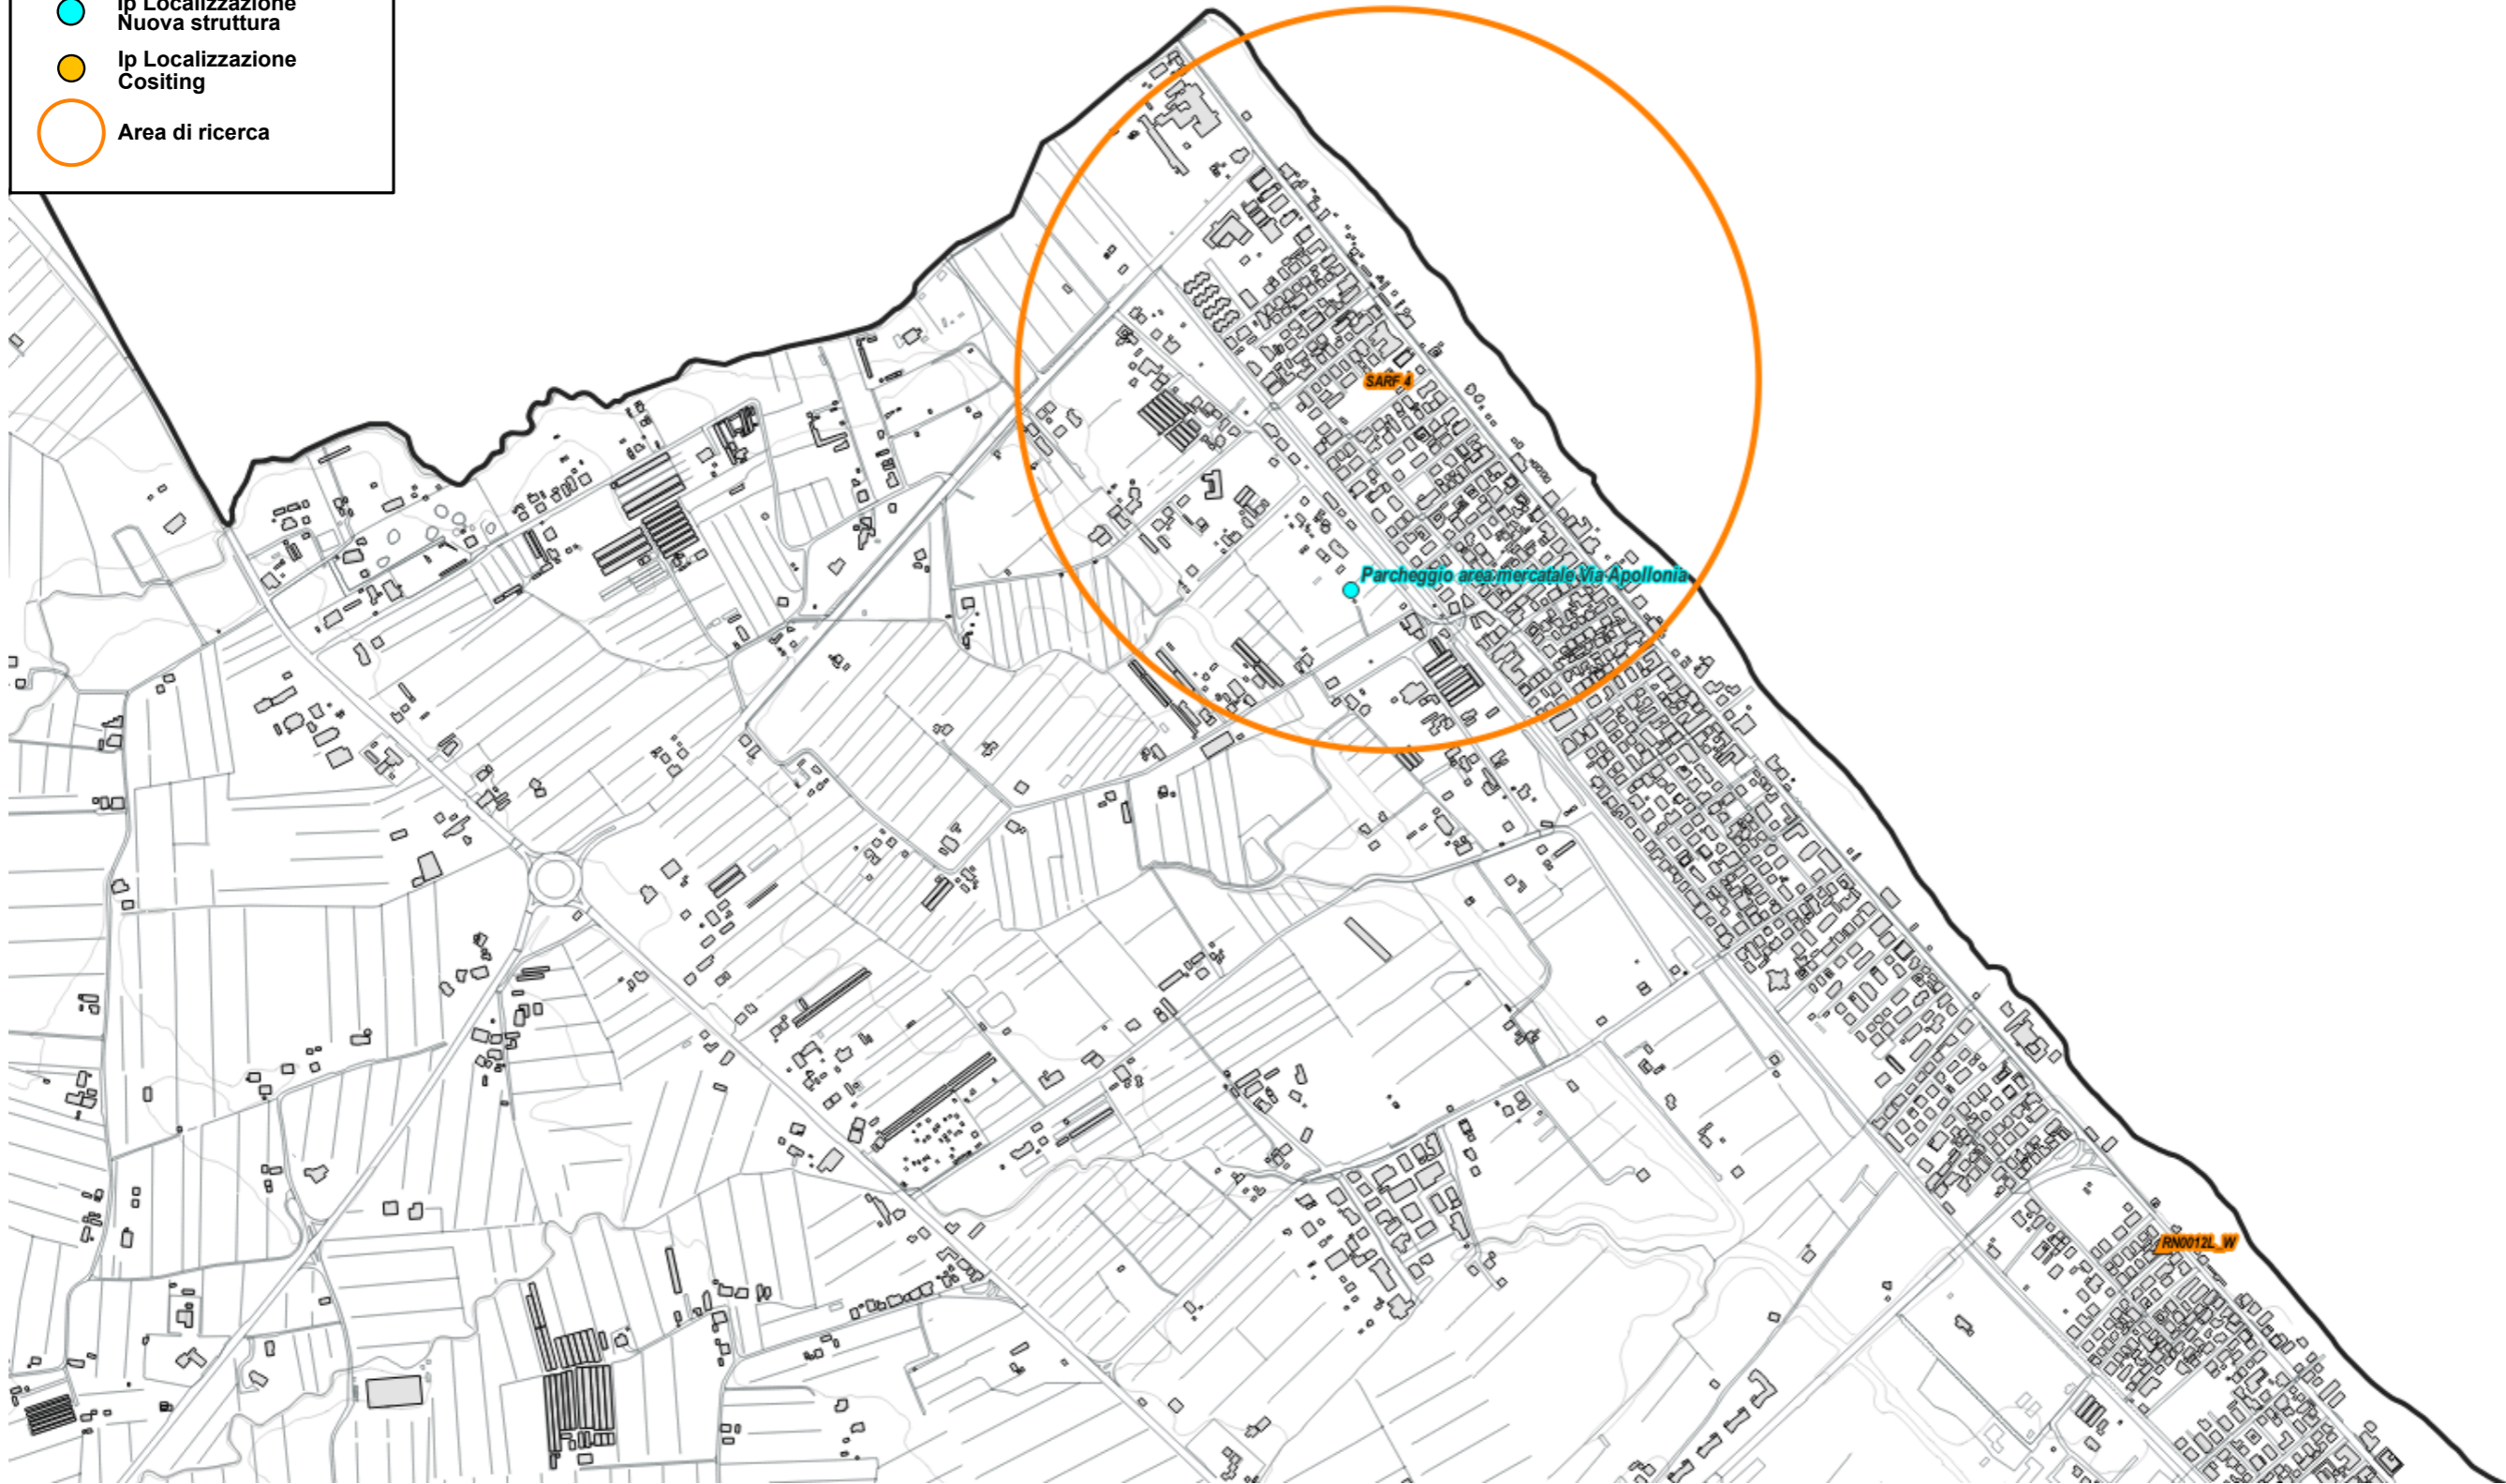 Ip Localizzazione
Nuova struttura
Ip Localizzazione
Cositing
Area di ricerca
SARF 4
Parcheggio area mercatale Via Apollonia
RN0012L_W